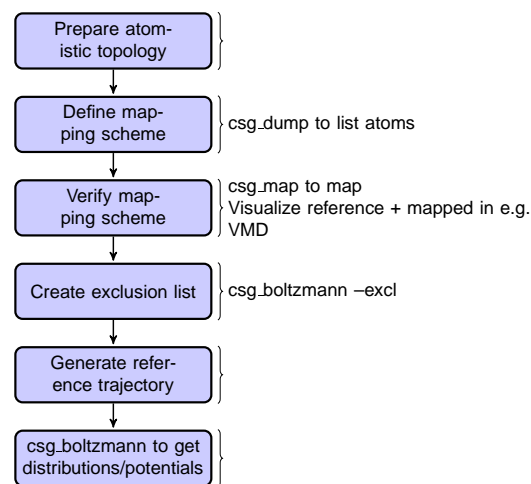 Prepare atom-
istic topology
Define map-
ping scheme
csg_dump to list atoms
Verify map-
ping scheme
csg_map to map
Visualize reference + mapped in e.g.
VMD
Create exclusion list
csg_boltzmann –excl
Generate refer-
ence trajectory
csg_boltzmann to get
distributions/potentials